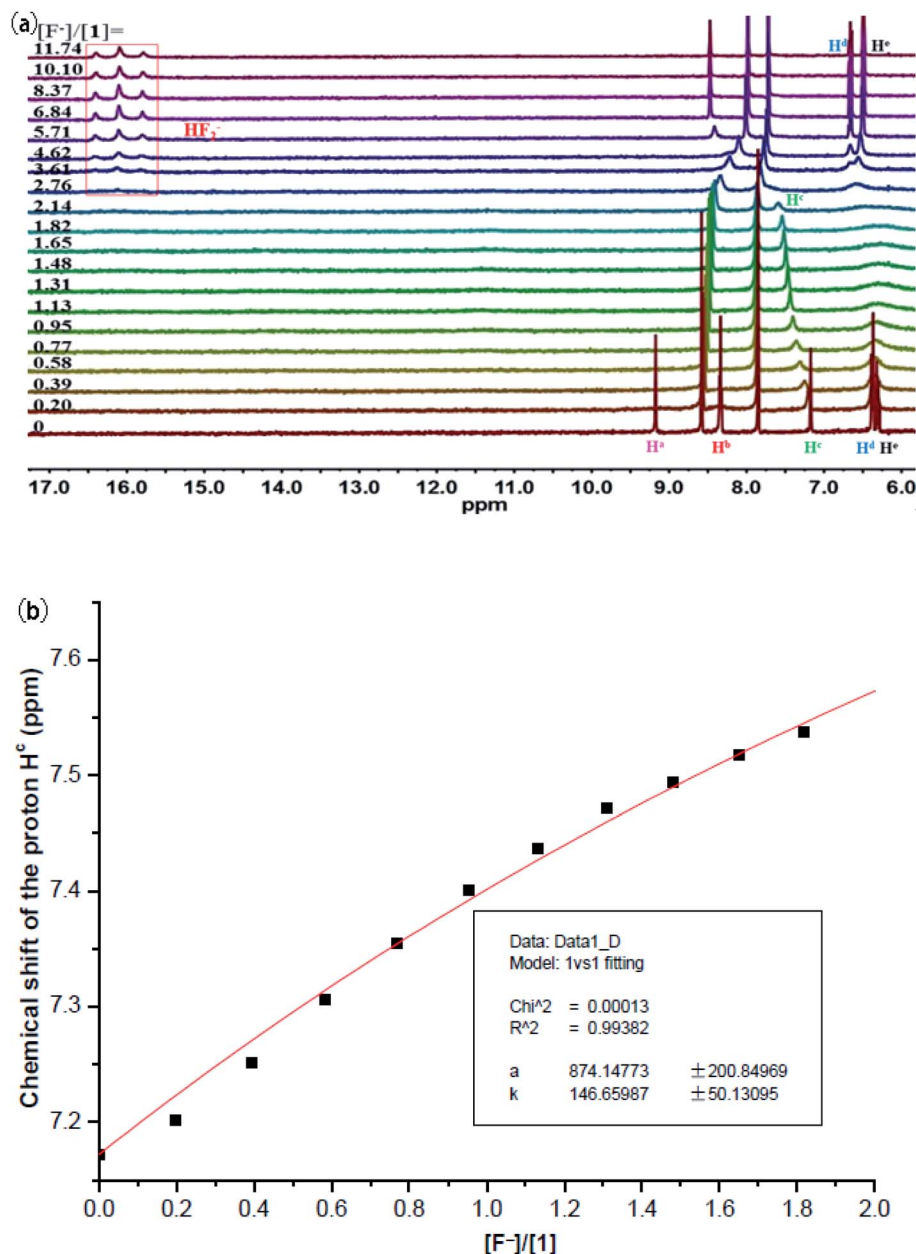 (a)
[F⁻]/[1]=
11.74
10.10
8.37
6.84
5.71
4.62
3.61
2.76
2.14
1.82
1.65
1.48
1.31
1.13
0.95
0.77
0.58
0.39
0.20
0
HF₂⁻
Hᵈ Hᵉ
Hᶜ
Hᵃ Hᵇ Hᶜ Hᵈ Hᵉ
17.0 16.0 15.0 14.0 13.0 12.0 11.0 10.0 9.0 8.0 7.0 6.0
ppm
(b)
Chemical shift of the proton Hᶜ (ppm)
7.6
7.5
7.4
7.3
7.2
Data: Data1_D
Model: 1vs1 fitting
Chi^2 = 0.00013
R^2 = 0.99382
a 874.14773 ±200.84969
k 146.65987 ±50.13095
0.0 0.2 0.4 0.6 0.8 1.0 1.2 1.4 1.6 1.8 2.0
[F⁻]/[1]